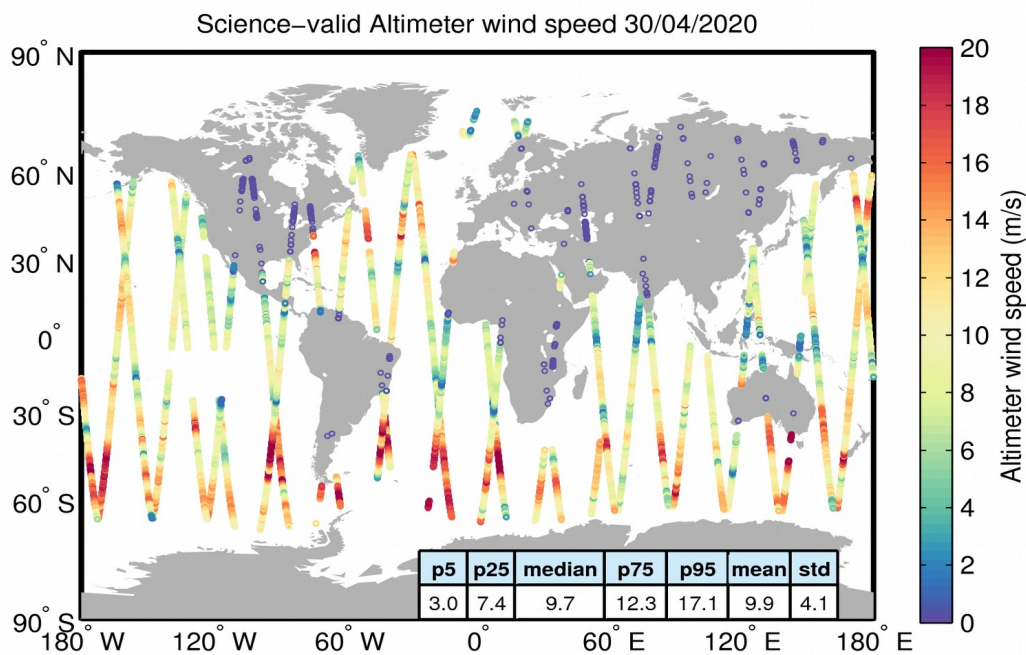 Science−valid Altimeter wind speed 30/04/2020
90° N
60° N
30° N
0°
30° S
60° S
90° S
180° W
120° W
60° W
0°
60° E
120° E
180° E
p5 p25 median p75 p95 mean std
3.0 7.4 9.7 12.3 17.1 9.9 4.1
20
18
16
14
12
10
8
6
4
2
0
Altimeter wind speed (m/s)